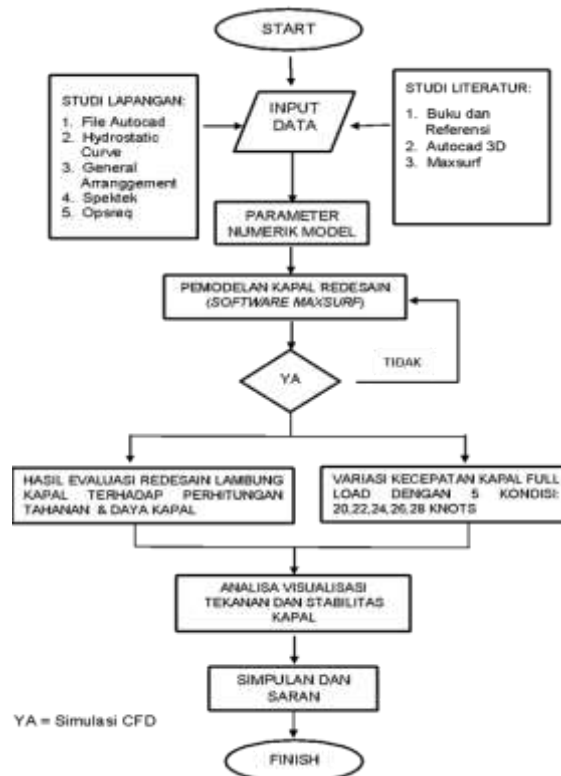 START
STUDI LAPANGAN:
1. File Autocad
2. Hydrostatic
Curve
3. General
Arranggement
4. Spektek
5. Opsreq
INPUT
DATA
STUDI LITERATUR:
1. Buku dan
Referensi
2. Autocad 3D
3. Maxsurf
PARAMETER
NUMERIK MODEL
PEMODELAN KAPAL REDESAIN
(SOFTWARE MAXSURF)
TIDAK
YA
HASIL EVALUASI REDESAIN LAMBUNG
KAPAL TERHADAP PERHITUNGAN
TAHANAN & DAYA KAPAL
VARIASI KECEPATAN KAPAL FULL
LOAD DENGAN 5 KONDISI:
20,22,24,26,28 KNOTS
ANALISA VISUALISASI
TEKANAN DAN STABILITAS
KAPAL
SIMPULAN DAN
SARAN
YA = Simulasi CFD
FINISH